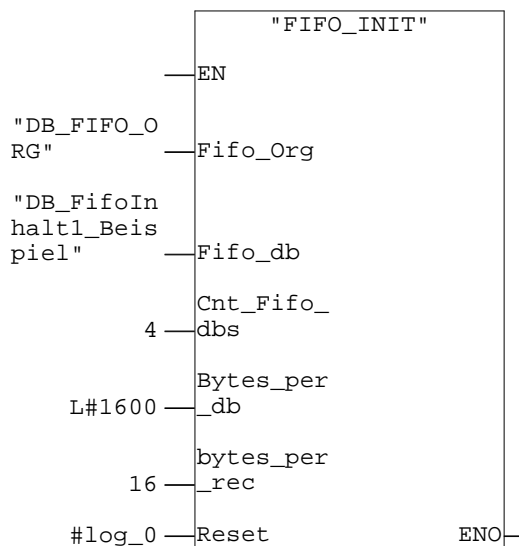 "FIFO_INIT"
EN
"DB_FIFO_O
RG"
Fifo_Org
"DB_FifoIn
halt1_Beis
piel"
Fifo_db
Cnt_Fifo_
4
dbs
Bytes_per
L#1600
_db
bytes_per
16
_rec
#log_0
Reset
ENO